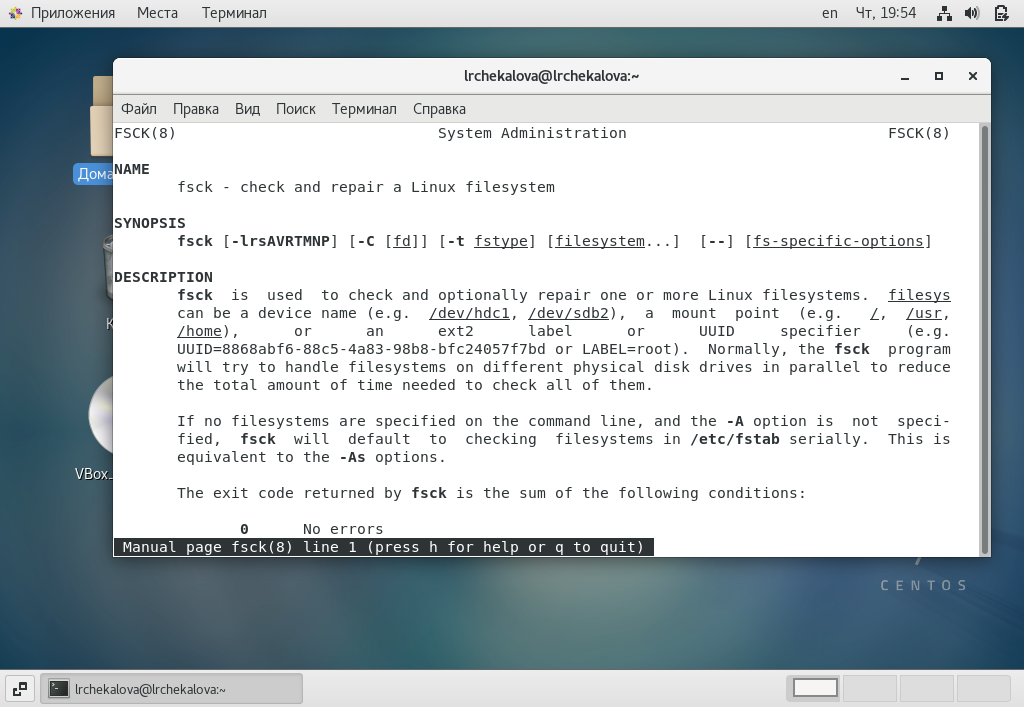 Приложения Места Терминал en Чт, 19:54
lrchekalova@lrchekalova:~
Файл Правка Вид Поиск Терминал Справка
FSCK(8) System Administration FSCK(8)
NAME
fsck - check and repair a Linux filesystem
SYNOPSIS
fsck [-lrsAVRTMNP] [-C [fd]] [-t fstype] [filesystem...] [--] [fs-specific-options]
DESCRIPTION
fsck is used to check and optionally repair one or more Linux filesystems. filesys
can be a device name (e.g. /dev/hdc1, /dev/sdb2), a mount point (e.g. /, /usr,
/home), or an ext2 label or UUID specifier (e.g.
UUID=8868abf6-88c5-4a83-98b8-bfc24057f7bd or LABEL=root). Normally, the fsck program
will try to handle filesystems on different physical disk drives in parallel to reduce
the total amount of time needed to check all of them.
If no filesystems are specified on the command line, and the -A option is not speci-
fied, fsck will default to checking filesystems in /etc/fstab serially. This is
equivalent to the -As options.
The exit code returned by fsck is the sum of the following conditions:
0 No errors
Manual page fsck(8) line 1 (press h for help or q to quit)
Дома
К
VBox_
CENTOS
lrchekalova@lrchekalova:~